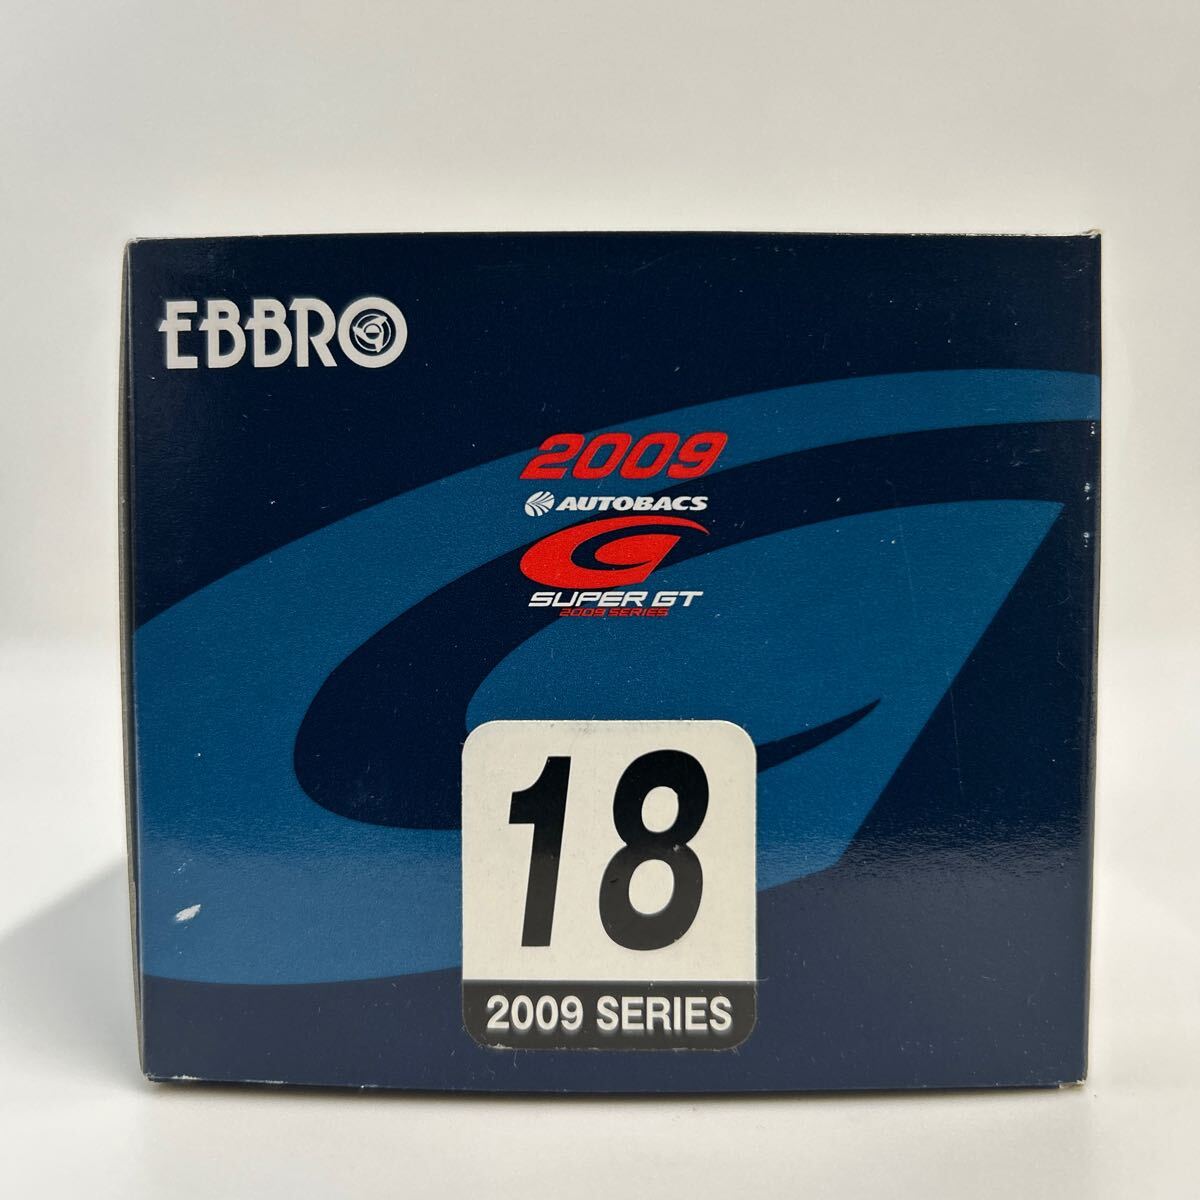 EBBRO
2009
AUTOBACS
SUPER GT
2009 SERIES
18
2009 SERIES